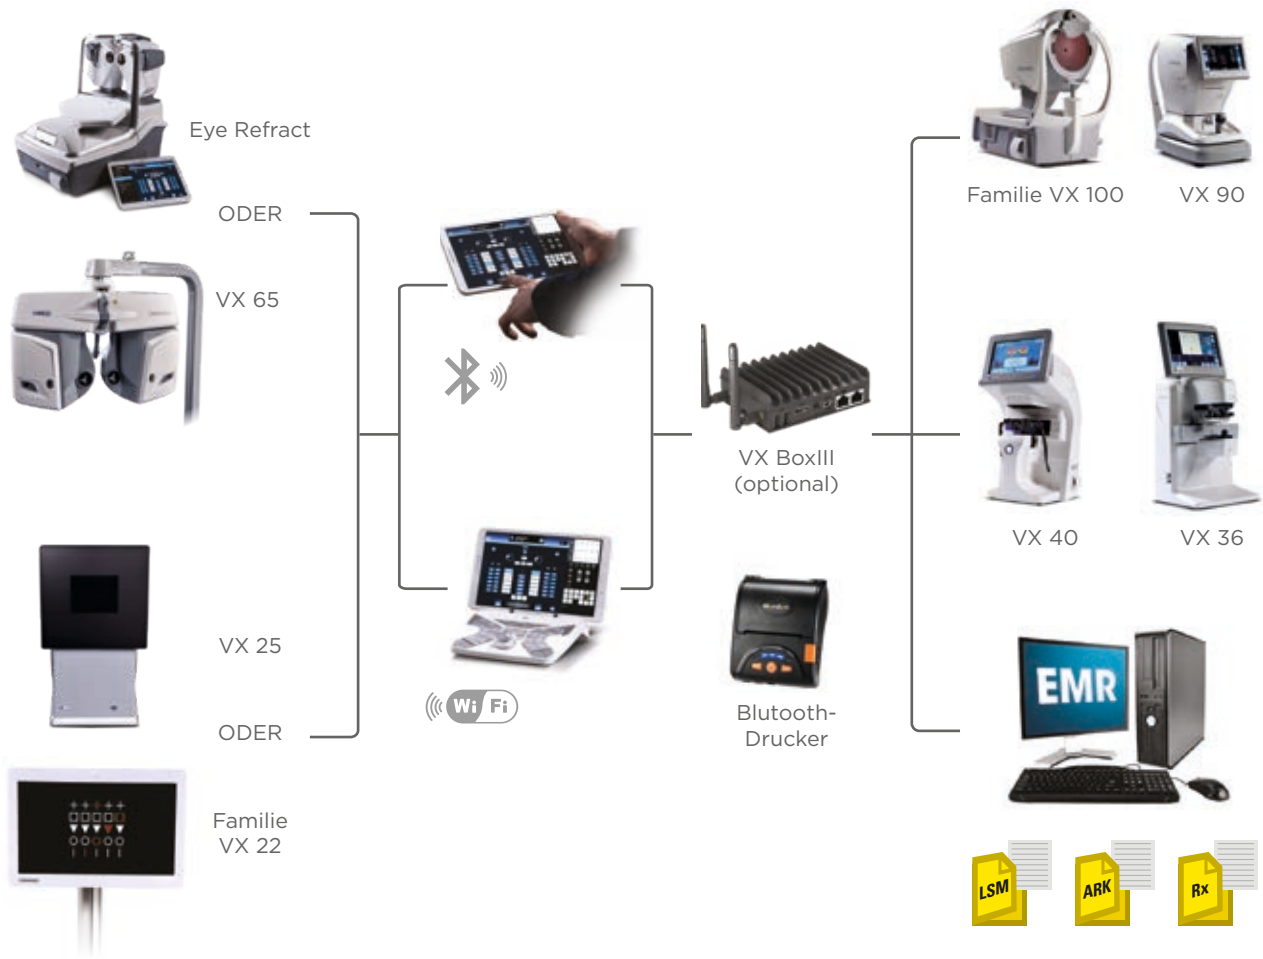 Eye Refract
ODER
VX 65
VX 25
ODER
Familie
VX 22
Wi Fi
VX BoxIII
(optional)
Blutooth-
Drucker
Familie VX 100
VX 90
VX 40
VX 36
EMR
LSM
ARK
Rx